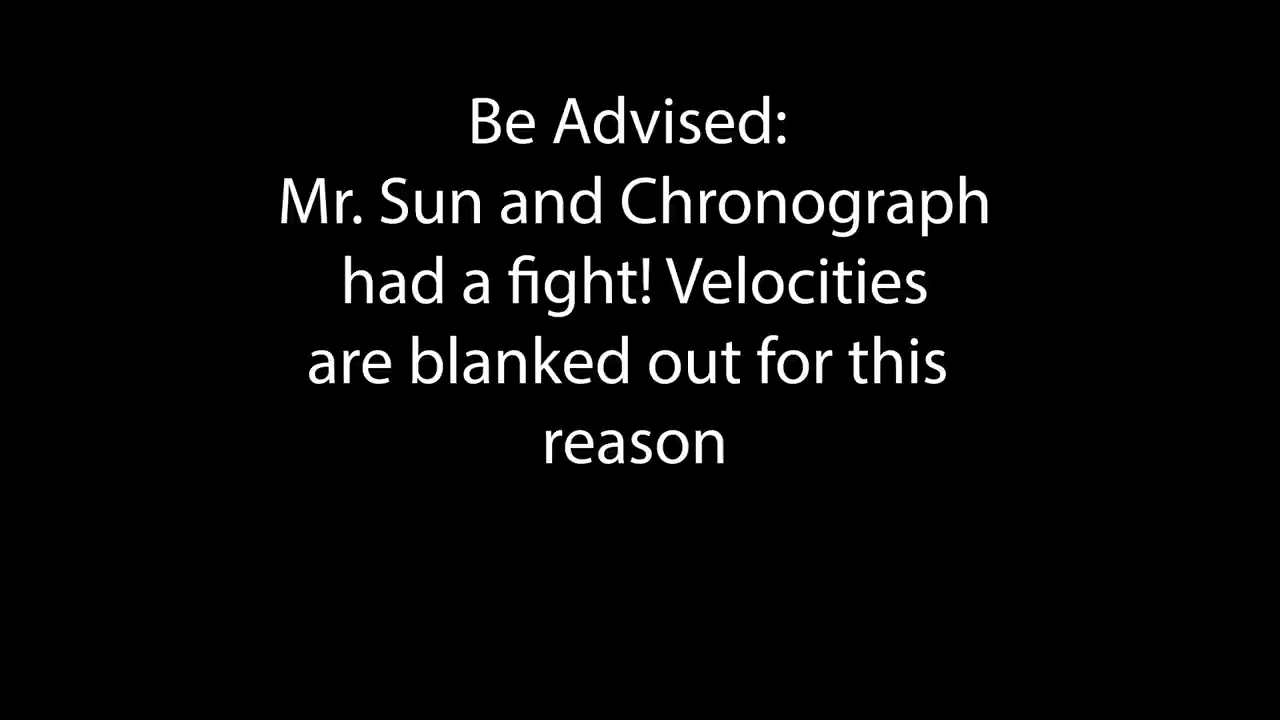 Be Advised:
Mr. Sun and Chronograph
had a fight! Velocities
are blanked out for this
reason